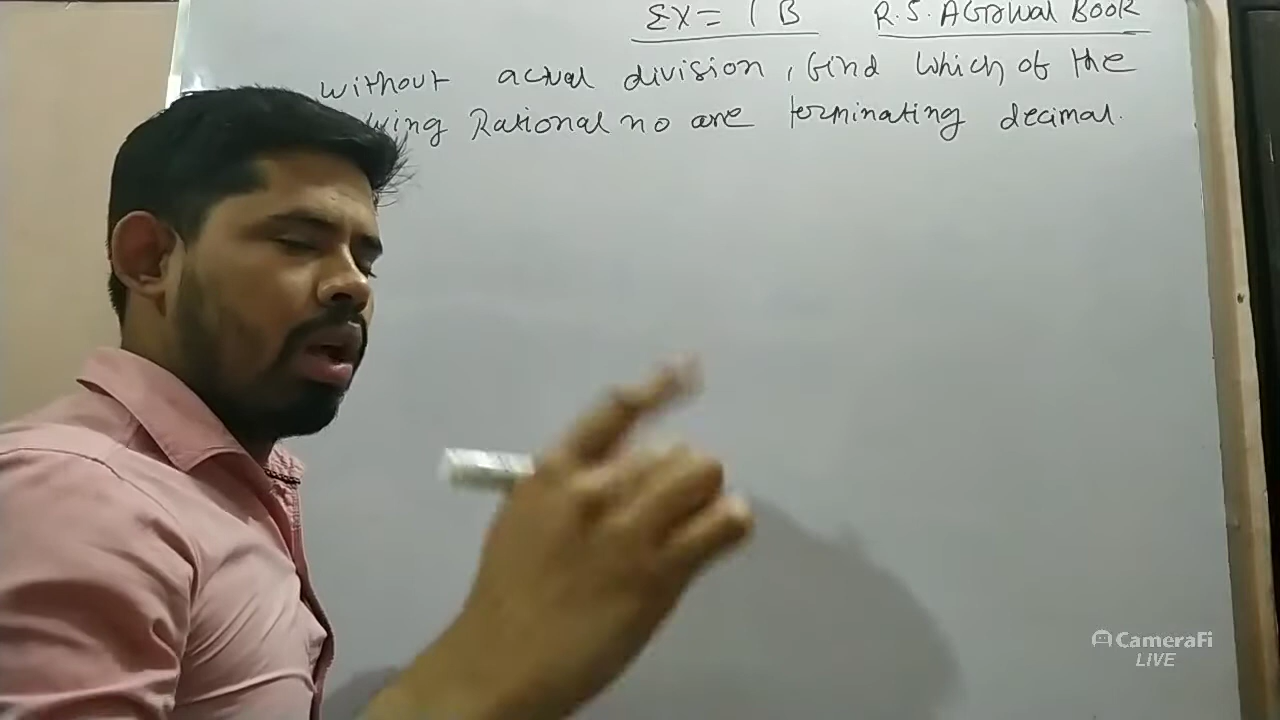 EX = 1 B R.S. AGrawal Book
without actual division, find which of the
wing Rational no are terminating decimal.
CameraFi
LiVE